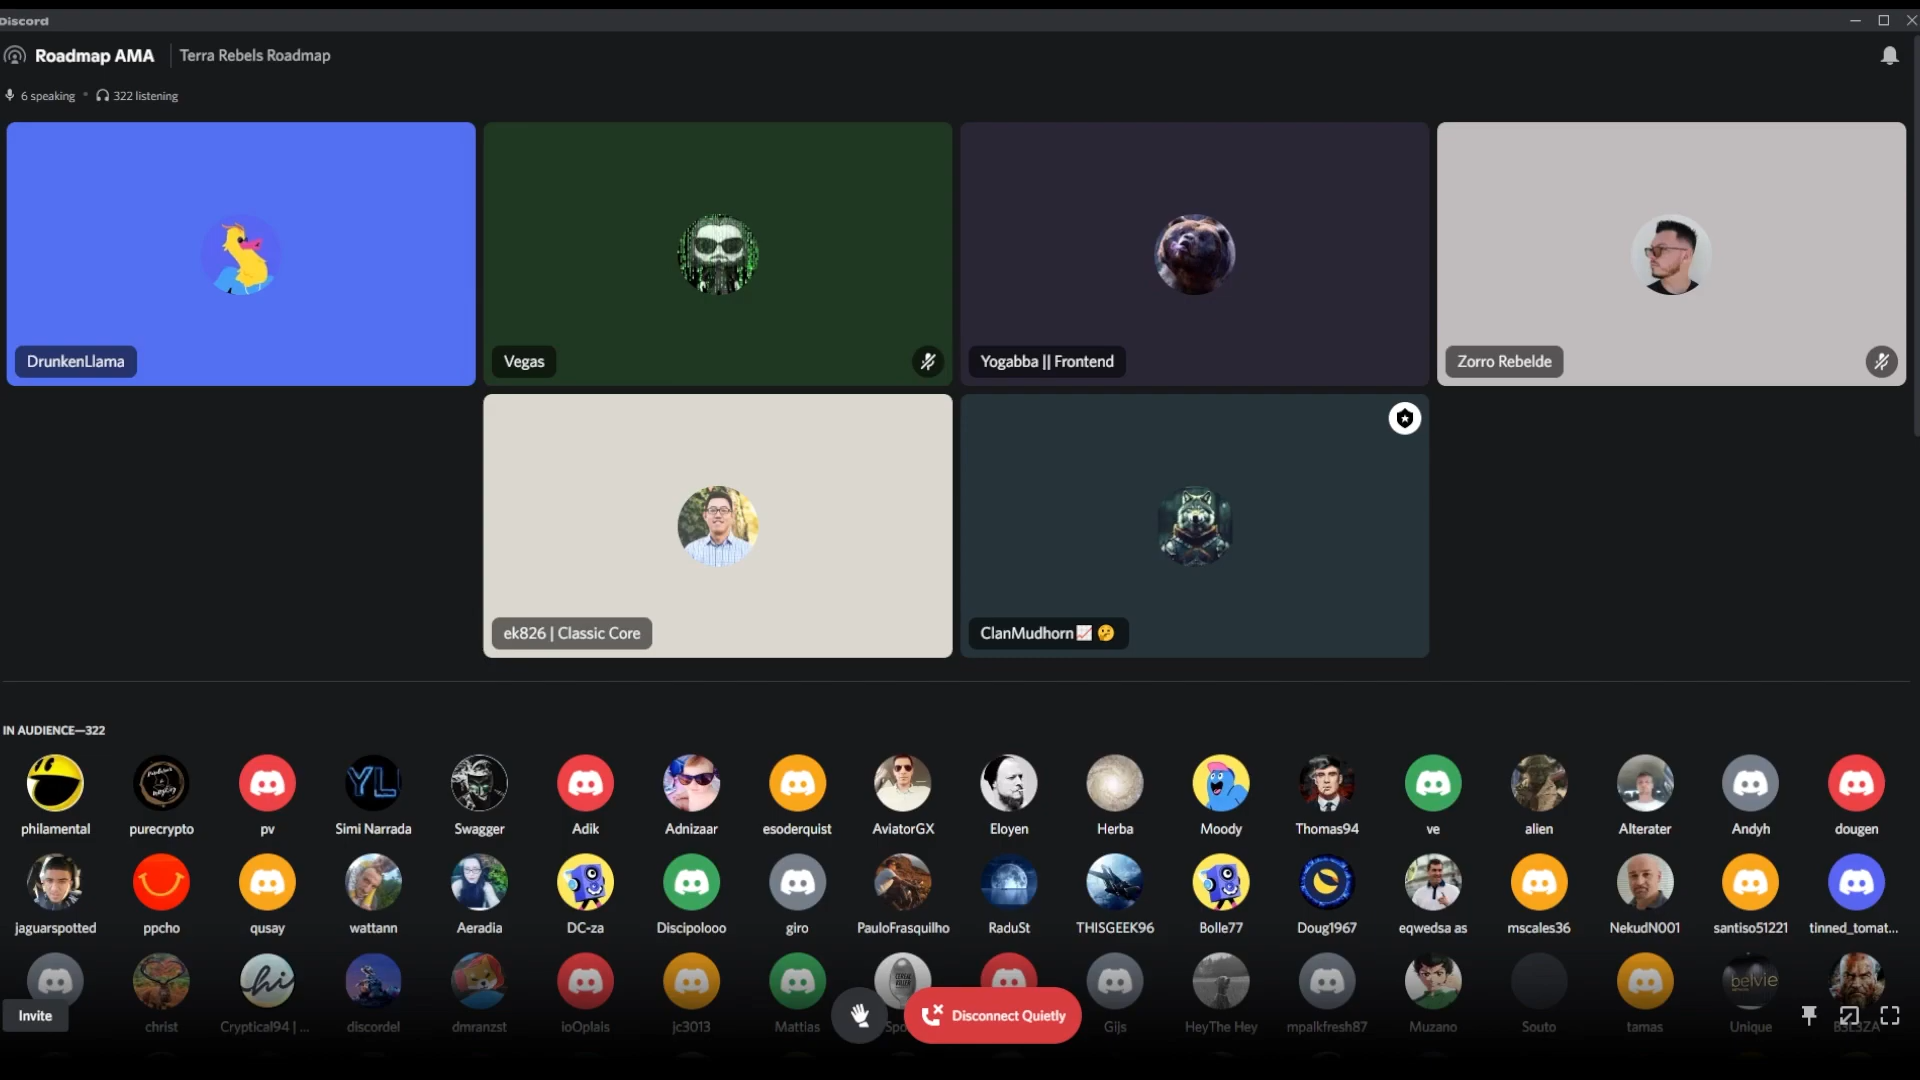 Discord
Roadmap AMA
Terra Rebels Roadmap
6 speaking • 322 listening
DrunkenLlama
Vegas
Yogabba || Frontend
Zorro Rebelde
ek826 | Classic Core
ClanMudhorn📈 🤔
IN AUDIENCE—322
YL
philamental
purecrypto
pv
Simi Narrada
Swagger
Adik
Adnizaar
esoderquist
AviatorGX
Eloyen
Herba
Moody
Thomas94
ve
alien
Alterater
Andyh
dougen
jaguarspotted
ppcho
qusay
wattann
Aeradia
DC-za
Discipolooo
giro
PauloFrasquilho
RaduSt
THISGEEK96
Bolle77
Doug1967
eqwedsa as
mscales36
NekudN001
santiso51221
tinned_tomat...
hi
belvie
Invite
christ
Cryptical94 | ...
discordel
dmranzst
ioOplais
jc3013
Mattias
Disconnect Quietly
Gijs
HeyThe Hey
mpalkfresh87
Muzano
Souto
tamas
Unique